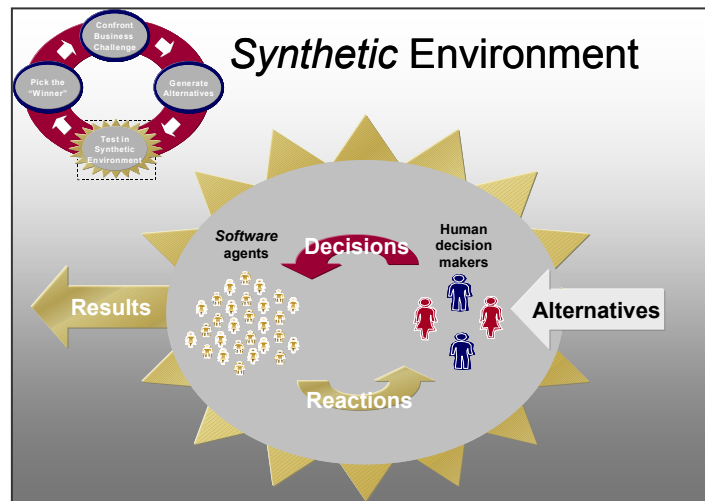 Synthetic Environment
Confront
Business
Challenge
Pick the
"Winner"
Generate
Alternatives
Test in
Synthetic
Environment
Software
agents
Decisions
Human
decision
makers
Results
Alternatives
Reactions